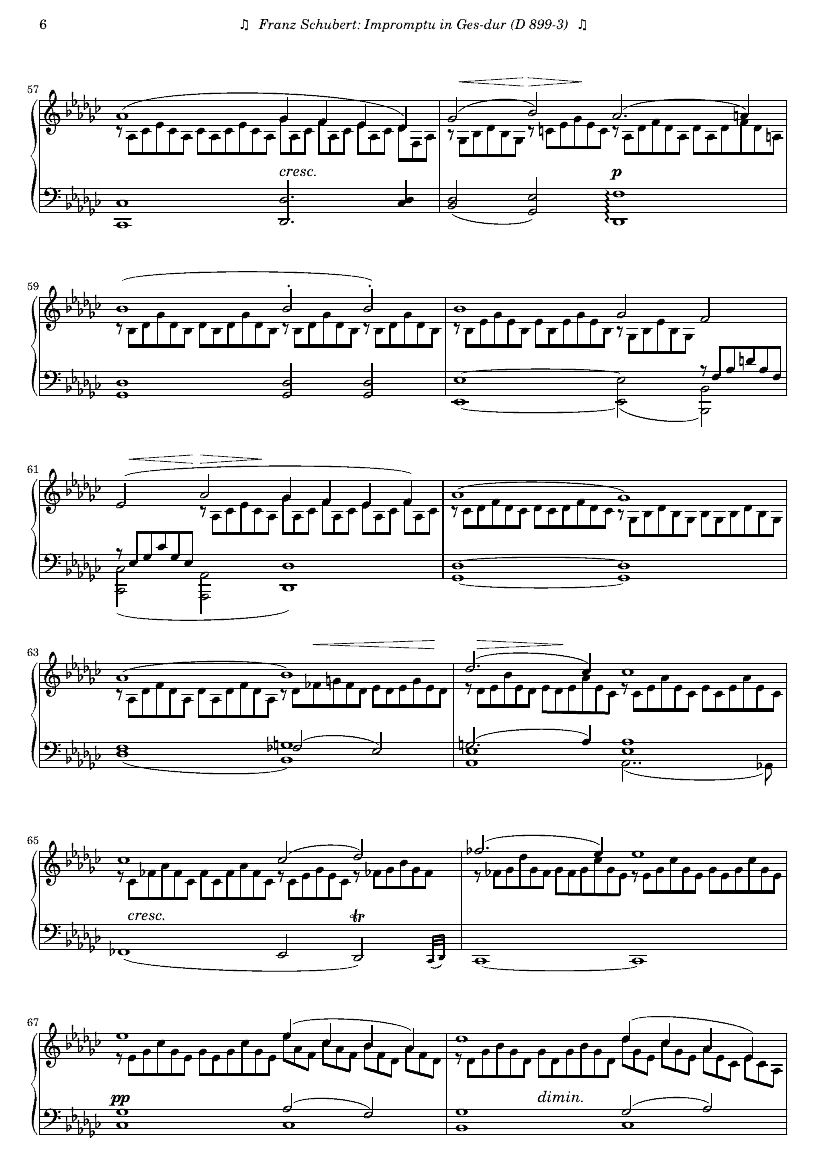 6 ♫ Franz Schubert: Impromptu in Ges-dur (D 899-3) ♫
57
cresc.
p
59
61
63
65
cresc.
tr
67
pp
dimin.